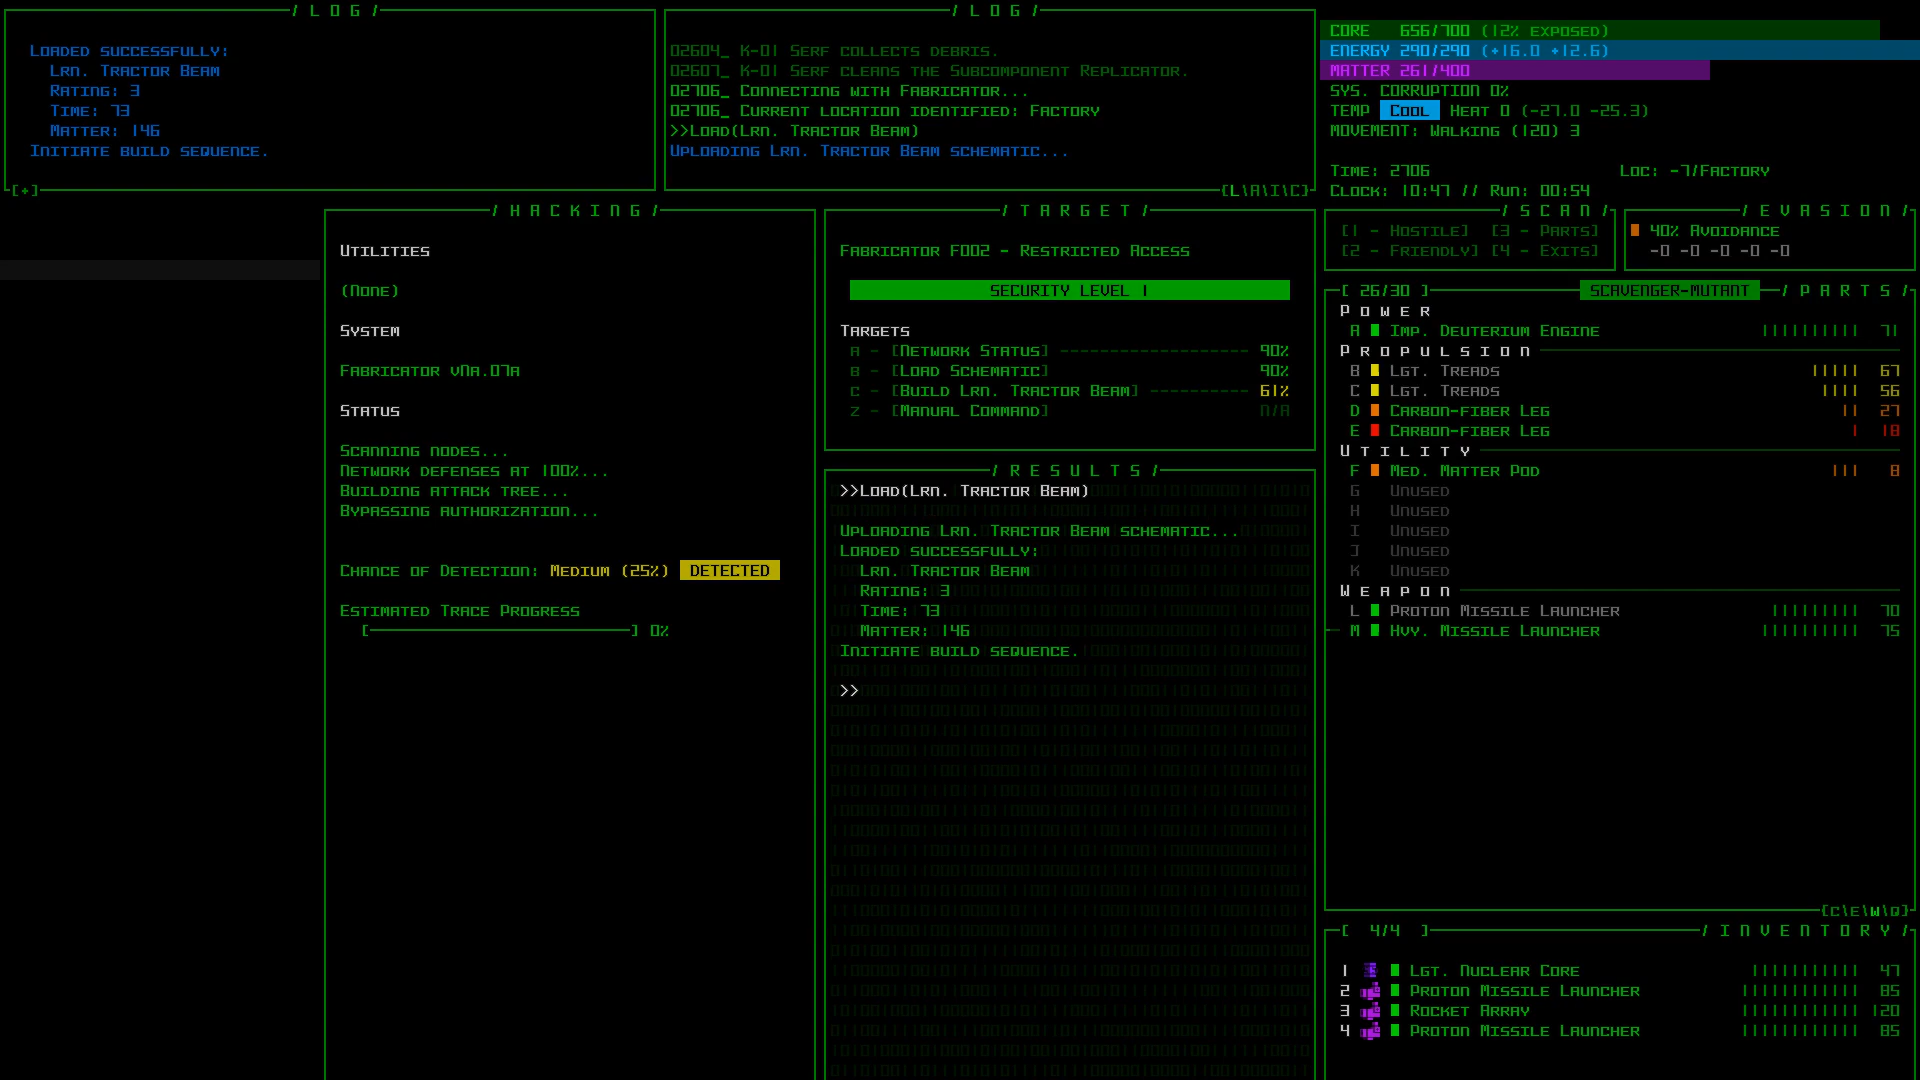 / L O G /
Loaded successfully:
Lrn. Tractor Beam
Rating: 3
Time: 73
Matter: 146
Initiate build sequence.
[+]
/ L O G /
02604_ K-01 Serf collects debris.
02607_ K-01 Serf cleans the Subcomponent Replicator.
02706_ Connecting with Fabricator...
02706_ Current location identified: Factory
>>Load(Lrn. Tractor Beam)
Uploading Lrn. Tractor Beam schematic...
{L\A\I\C}
CORE 656/700 (12% exposed)
ENERGY 290/290 (+16.0 +12.6)
MATTER 261/400
SYS. CORRUPTION 0%
TEMP Cool Heat 0 (-27.0 -25.3)
MOVEMENT: Walking (120) 3
Time: 2706 Loc: -7/Factory
Clock: 10:47 // Run: 00:54
/ H A C K I N G /
Utilities
(None)
System
Fabricator vNa.07a
Status
Scanning nodes...
Network defenses at 100%...
Building attack tree...
Bypassing authorization...
Chance of Detection: Medium (25%) DETECTED
Estimated Trace Progress
[ ] 0%
/ T A R G E T /
Fabricator F002 - Restricted Access
SECURITY LEVEL 1
Targets
a - [Network Status] 90%
b - [Load Schematic] 90%
c - [Build Lrn. Tractor Beam] 61%
z - [Manual Command] N/A
/ R E S U L T S /
>>Load(Lrn. Tractor Beam)
Uploading Lrn. Tractor Beam schematic...
Loaded successfully:
Lrn. Tractor Beam
Rating: 3
Time: 73
Matter: 146
Initiate build sequence.
>>
/ S C A N /
[1 - Hostile] [3 - Parts]
[2 - Friendly] [4 - Exits]
/ E V A S I O N /
40% Avoidance
-0 -0 -0 -0 -0
[ 26/30 ] SCAVENGER-MUTANT / P A R T S /
P o w e r
A Imp. Deuterium Engine 71
P r o p u l s i o n
B Lgt. Treads 67
C Lgt. Treads 56
D Carbon-fiber Leg 27
E Carbon-fiber Leg 18
U t i l i t y
F Med. Matter Pod 8
G Unused
H Unused
I Unused
J Unused
K Unused
W e a p o n
L Proton Missile Launcher 70
M Hvy. Missile Launcher 75
{C\E\W\Q}
[ 4/4 ] / I N V E N T O R Y /
1 Lgt. Nuclear Core 47
2 Proton Missile Launcher 85
3 Rocket Array 120
4 Proton Missile Launcher 85